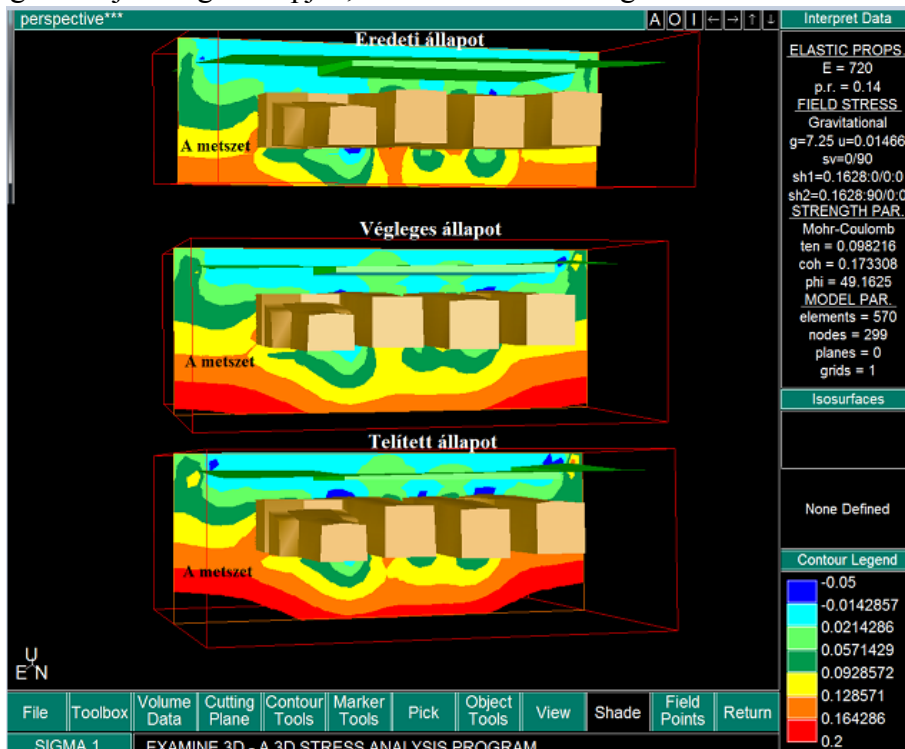 perspective***
A O I ← → ↑ ↓
Interpret Data
Eredeti állapot
A metszet
Végleges állapot
A metszet
Telített állapot
A metszet
U
E N
ELASTIC PROPS.
E = 720
p.r. = 0.14
FIELD STRESS
Gravitational
g=7.25 u=0.01466
sv=0/90
sh1=0.1628:0/0:0
sh2=0.1628:90/0:0
STRENGTH PAR.
Mohr-Coulomb
ten = 0.098216
coh = 0.173308
phi = 49.1625
MODEL PAR.
elements = 570
nodes = 299
planes = 0
grids = 1
Isosurfaces
None Defined
Contour Legend
-0.05
-0.0142857
0.0214286
0.0571429
0.0928572
0.128571
0.164286
0.2
File
Toolbox
Volume Data
Cutting Plane
Contour Tools
Marker Tools
Pick
Object Tools
View
Shade
Field Points
Return
SIGMA 1
EXAMINE 3D - A 3D STRESS ANALYSIS PROGRAM